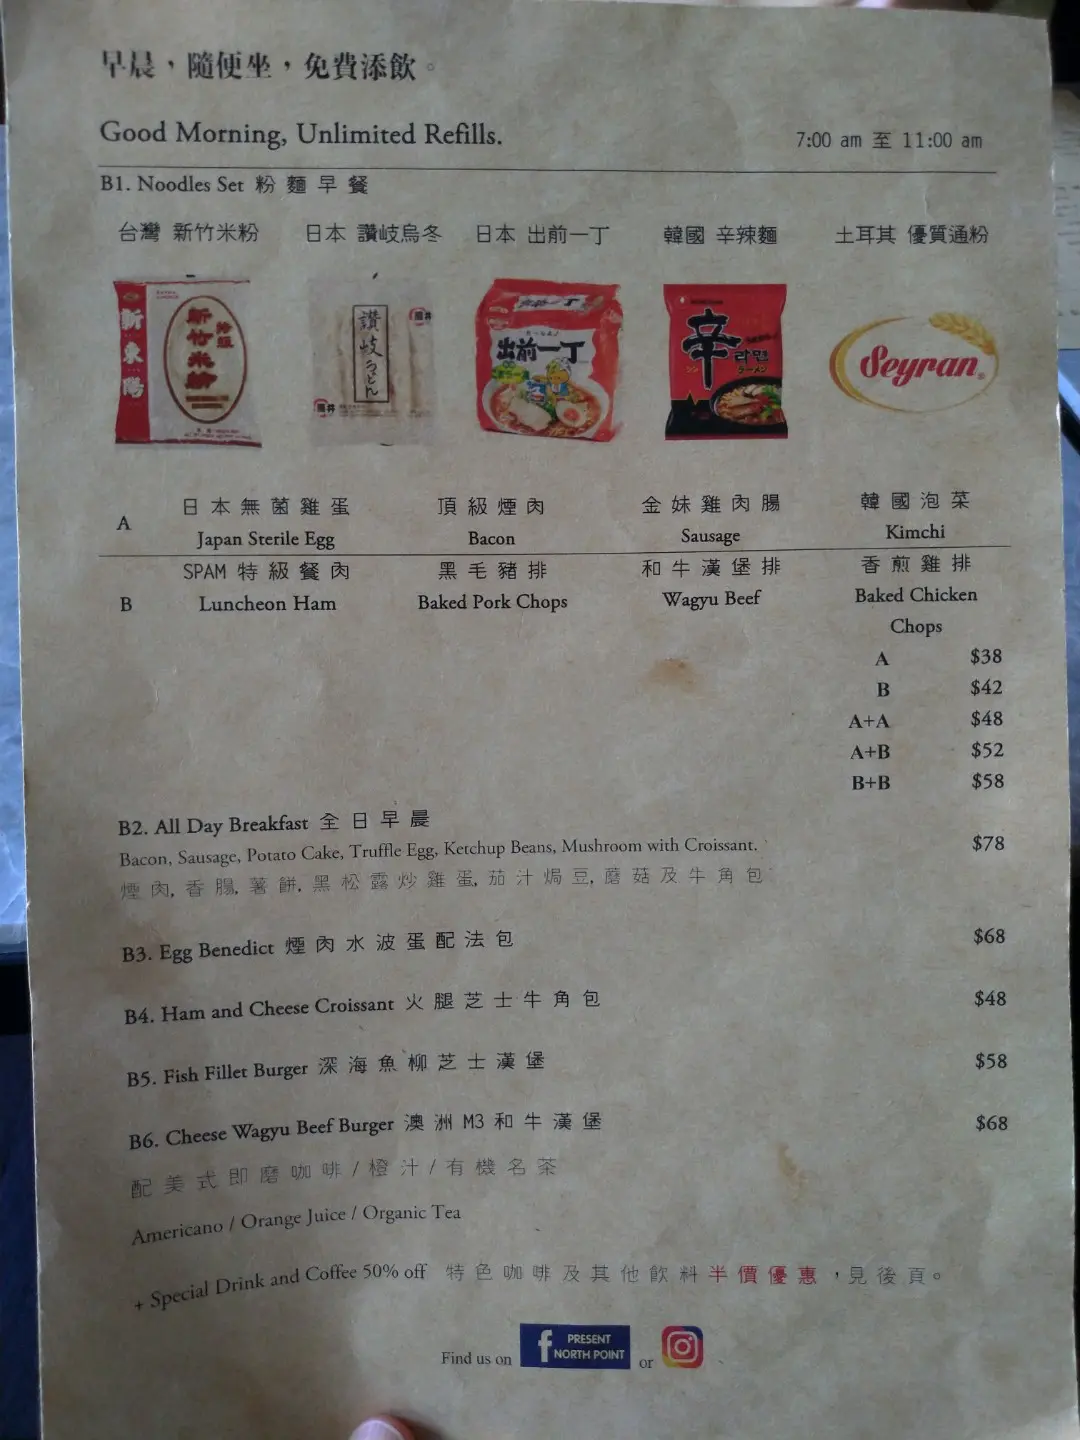 早晨，隨便坐，免費添飲。
Good Morning, Unlimited Refills.
7:00 am 至 11:00 am
B1. Noodles Set 粉麵早餐
台灣 新竹米粉 日本 讚岐烏冬 日本 出前一丁 韓國 辛辣麵 土耳其 優質通粉
新東陽
新竹米粉
讚岐うどん
出前一丁
辛
라면
ラーメン
Seyran
A
日本無菌雞蛋 頂級煙肉 金妹雞肉腸 韓國泡菜
Japan Sterile Egg Bacon Sausage Kimchi
B
SPAM 特級餐肉 黑毛豬排 和牛漢堡排 香煎雞排
Luncheon Ham Baked Pork Chops Wagyu Beef Baked Chicken
Chops
A $38
B $42
A+A $48
A+B $52
B+B $58
B2. All Day Breakfast 全日早晨
Bacon, Sausage, Potato Cake, Truffle Egg, Ketchup Beans, Mushroom with Croissant. $78
煙肉, 香腸, 薯餅, 黑松露炒雞蛋, 茄汁焗豆, 蘑菇及牛角包
B3. Egg Benedict 煙肉水波蛋配法包 $68
B4. Ham and Cheese Croissant 火腿芝士牛角包 $48
B5. Fish Fillet Burger 深海魚柳芝士漢堡 $58
B6. Cheese Wagyu Beef Burger 澳洲M3和牛漢堡 $68
配美式即磨咖啡/橙汁/有機名茶
Americano / Orange Juice / Organic Tea
+ Special Drink and Coffee 50% off 特色咖啡及其他飲料半價優惠，見後頁。
Find us on f PRESENT NORTH POINT or